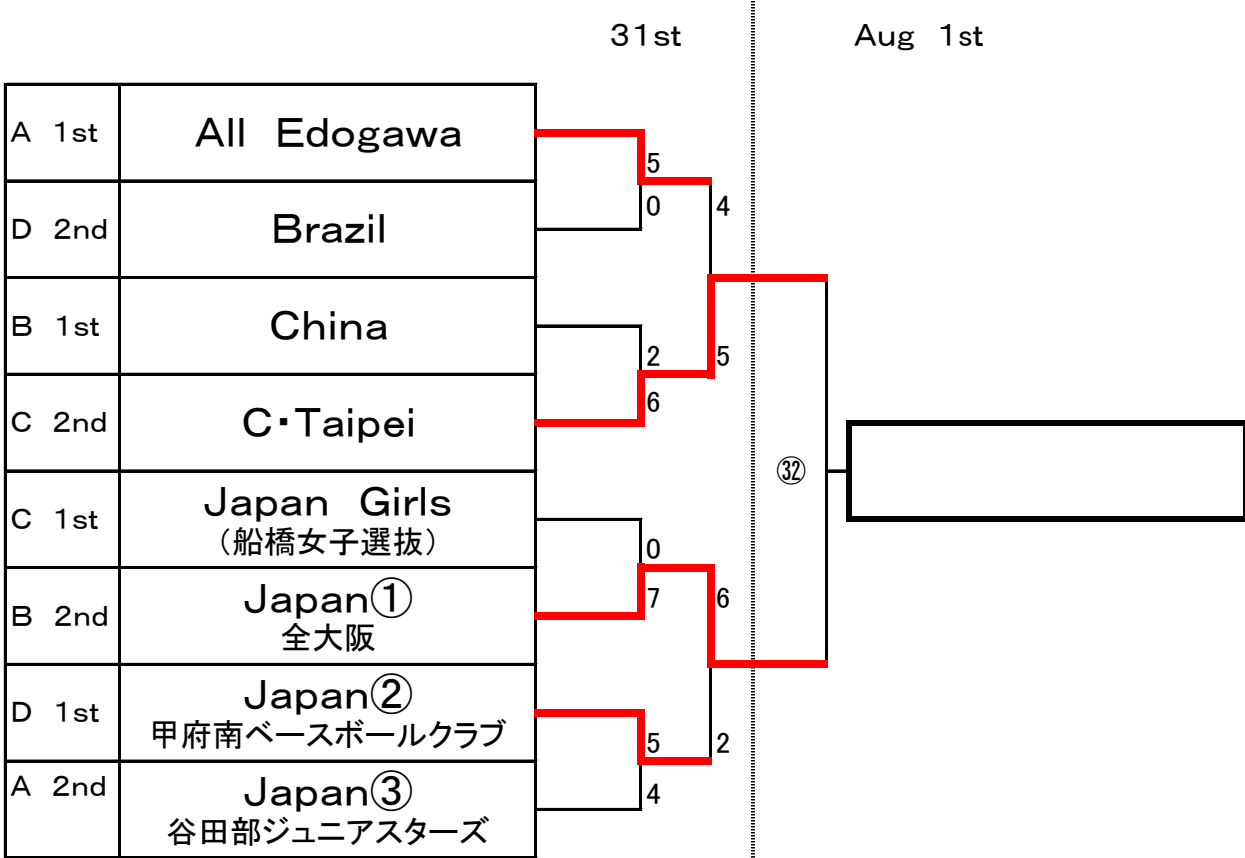 31st
Aug 1st
A 1st
All Edogawa
5
0
4
D 2nd
Brazil
B 1st
China
2
6
5
C 2nd
C・Taipei
㉜
C 1st
Japan Girls
（船橋女子選抜）
0
7
6
B 2nd
Japan①
全大阪
D 1st
Japan②
甲府南ベースボールクラブ
5
4
2
A 2nd
Japan③
谷田部ジュニアスターズ